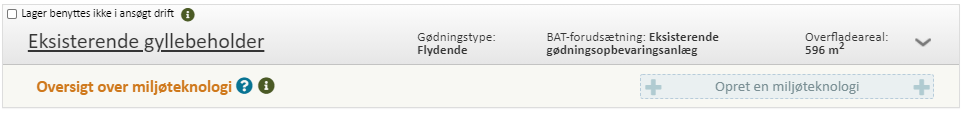 Lager benyttes ikke i ansøgt drift
Eksisterende gyllebeholder
Gødningstype:
Flydende
BAT-forudsætning: Eksisterende
gødningsopbevaringsanlæg
Overfladeareal:
596 m²
Oversigt over miljøteknologi
Opret en miljøteknologi